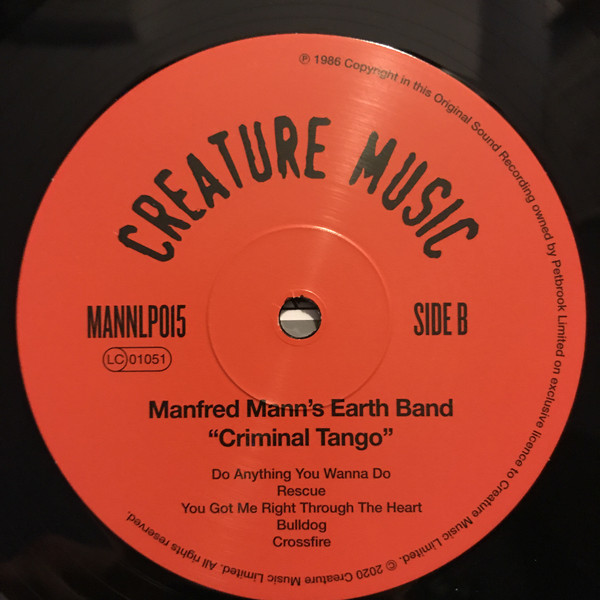 ℗ 1986 Copyright in this Original Sound Recording owned by Petbrook Limited on exclusive licence to Creature Music Limited. © 2020 Creature Music Limited. All rights reserved.
CREATURE MUSIC
MANNLP015
SIDE B
LC 01051
Manfred Mann's Earth Band
“Criminal Tango”
Do Anything You Wanna Do
Rescue
You Got Me Right Through The Heart
Bulldog
Crossfire